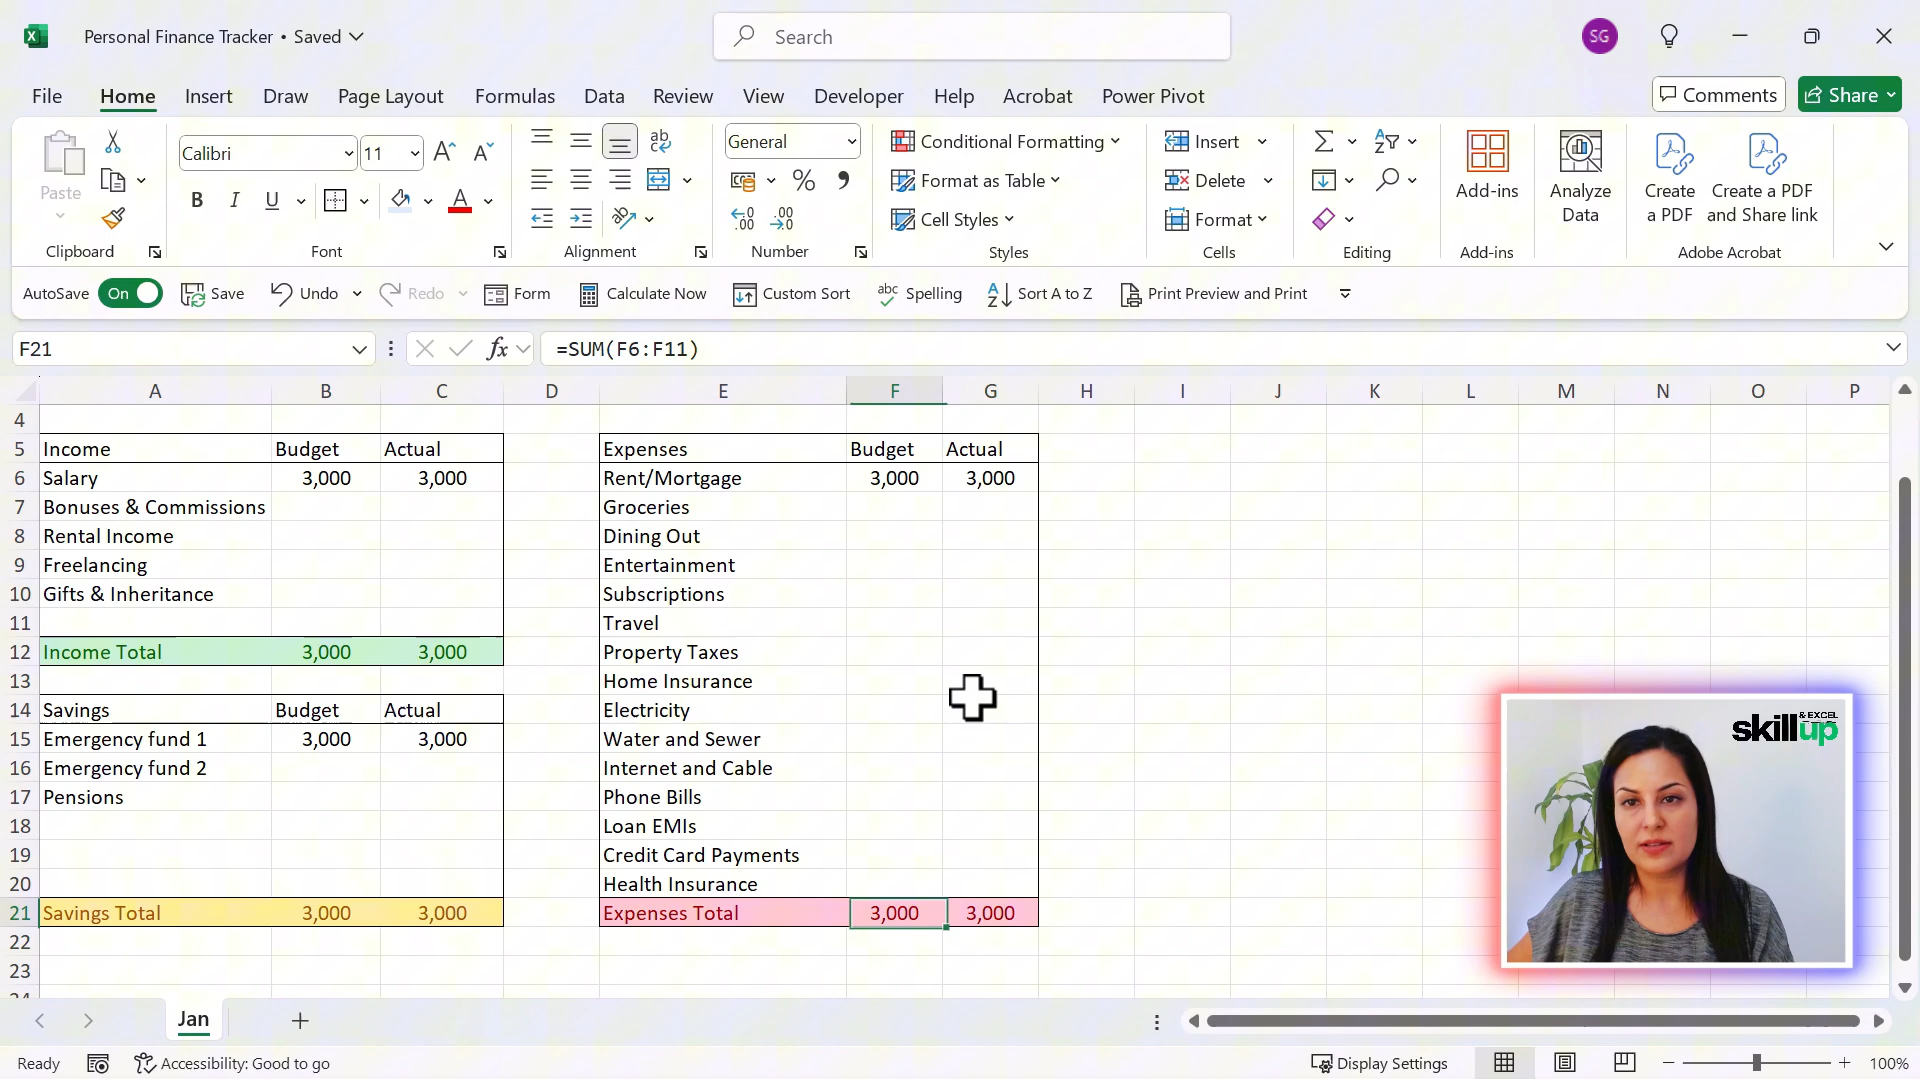 Personal Finance Tracker • Saved
Search
SG
File Home Insert Draw Page Layout Formulas Data Review View Developer Help Acrobat Power Pivot
Comments Share
Paste
Clipboard
Calibri 11
B I U A
Font
ab
Alignment
General
% .00 .00
Number
Conditional Formatting
Format as Table
Cell Styles
Styles
Insert
Delete
Format
Cells
Editing
Add-ins
Add-ins
Analyze
Data
Create
a PDF
Create a PDF
and Share link
Adobe Acrobat
AutoSave On Save Undo Redo Form Calculate Now Custom Sort Spelling Sort A to Z Print Preview and Print
F21 fx =SUM(F6:F11)
A B C D E F G H I J K L M N O P
4
5 Income Budget Actual Expenses Budget Actual
6 Salary 3,000 3,000 Rent/Mortgage 3,000 3,000
7 Bonuses & Commissions Groceries
8 Rental Income Dining Out
9 Freelancing Entertainment
10 Gifts & Inheritance Subscriptions
11 Travel
12 Income Total 3,000 3,000 Property Taxes
13 Home Insurance
14 Savings Budget Actual Electricity
15 Emergency fund 1 3,000 3,000 Water and Sewer
16 Emergency fund 2 Internet and Cable
17 Pensions Phone Bills
18 Loan EMIs
19 Credit Card Payments
20 Health Insurance
21 Savings Total 3,000 3,000 Expenses Total 3,000 3,000
22
23
24
& EXCEL
skillup
Jan
Ready Accessibility: Good to go Display Settings 100%